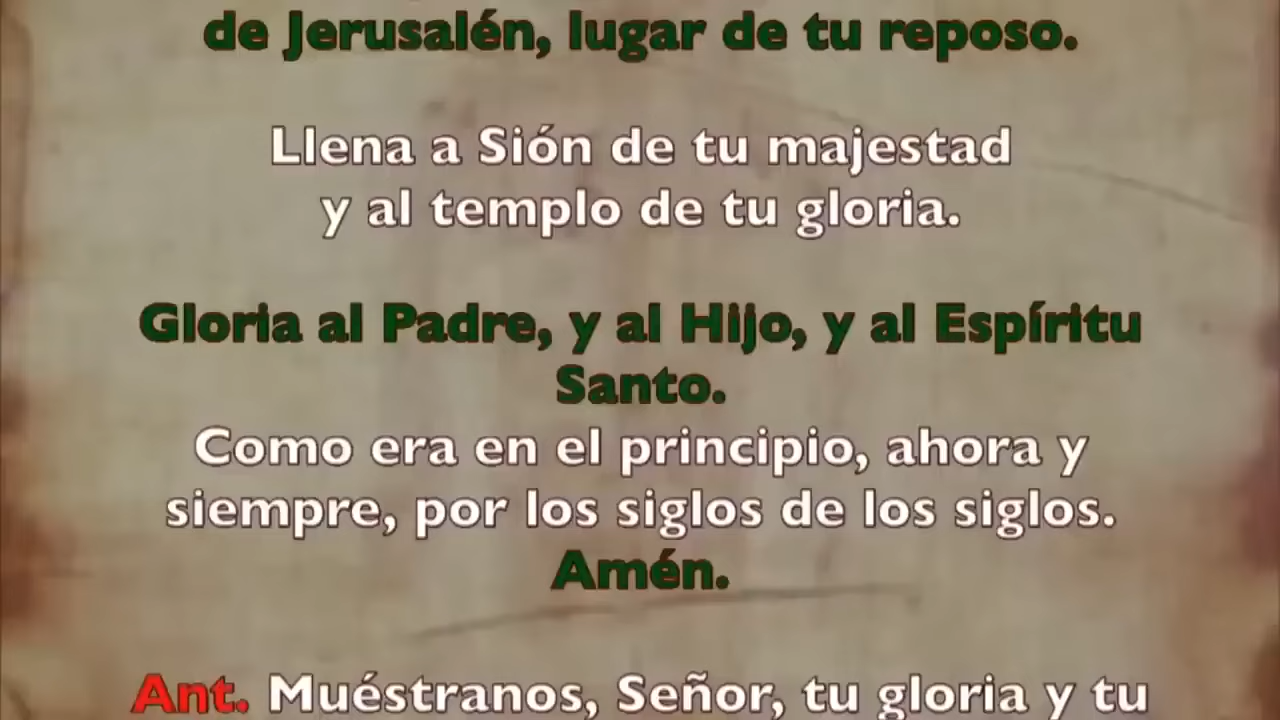 de Jerusalén, lugar de tu reposo.
Llena a Sión de tu majestad
y al templo de tu gloria.
Gloria al Padre, y al Hijo, y al Espíritu
Santo.
Como era en el principio, ahora y
siempre, por los siglos de los siglos.
Amén.
Ant. Muéstranos, Señor, tu gloria y tu